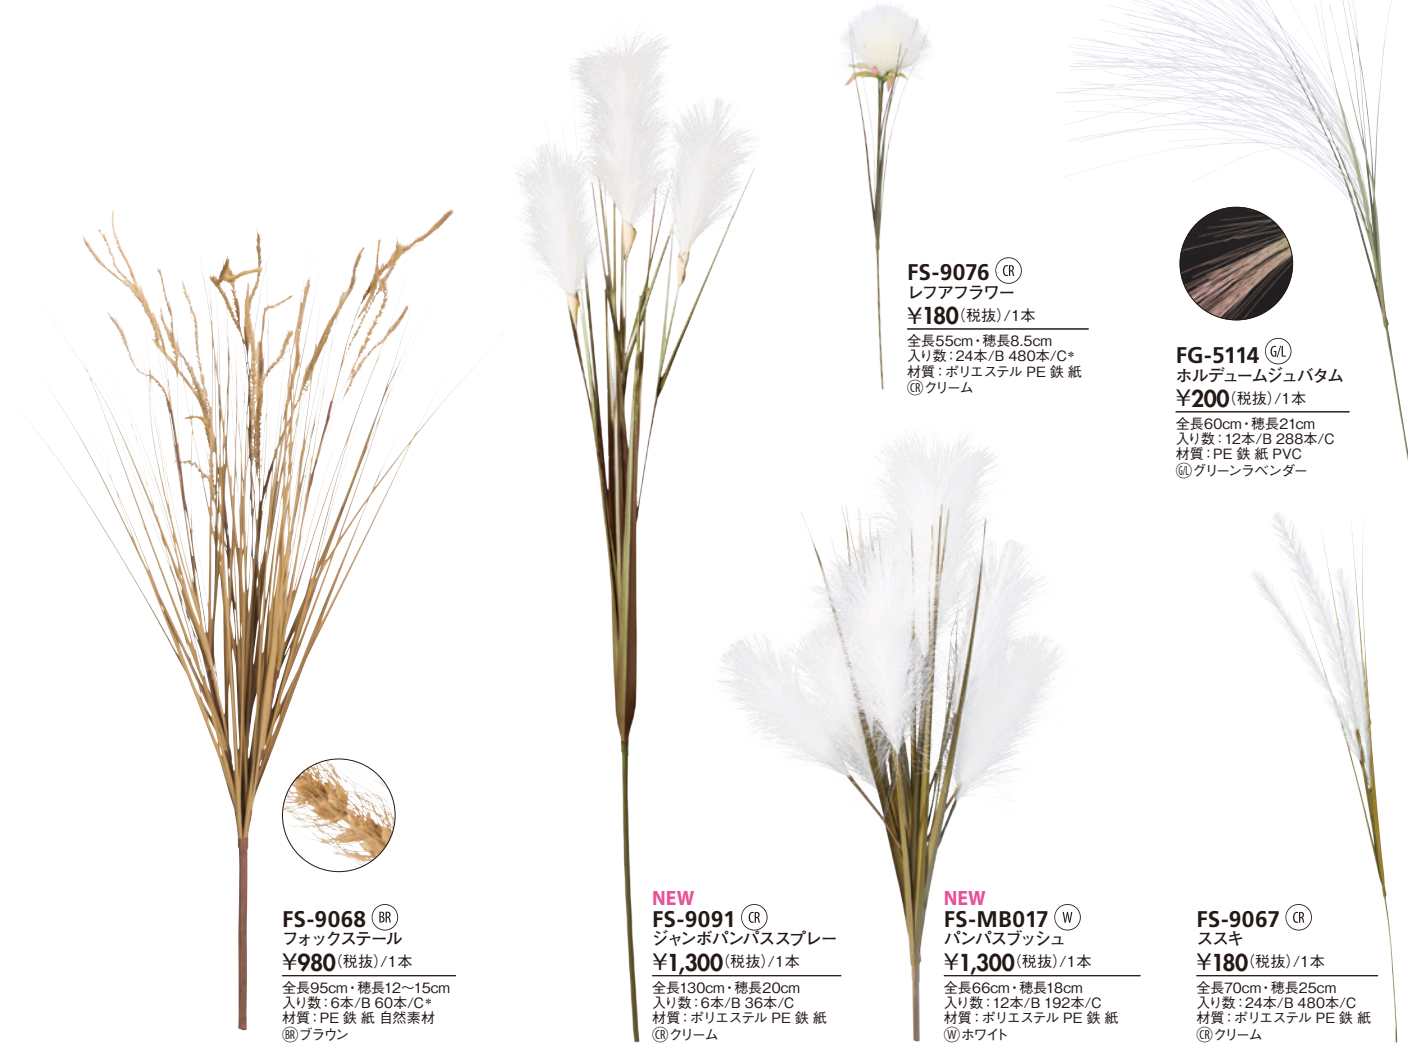 FS-9076 CR
レフアフラワー
¥180(税抜)/1本
全長55cm・穂長8.5cm
入り数：24本/B 480本/C*
材質：ポリエステル PE 鉄 紙
CRクリーム
FG-5114 G/L
ホルデュームジュバタム
¥200(税抜)/1本
全長60cm・穂長21cm
入り数：12本/B 288本/C
材質：PE 鉄 紙 PVC
G/Lグリーンラベンダー
FS-9068 BR
フォックステール
¥980(税抜)/1本
全長95cm・穂長12〜15cm
入り数：6本/B 60本/C*
材質：PE 鉄 紙 自然素材
BRブラウン
NEW
FS-9091 CR
ジャンボパンパススプレー
¥1,300(税抜)/1本
全長130cm・穂長20cm
入り数：6本/B 36本/C
材質：ポリエステル PE 鉄 紙
CRクリーム
NEW
FS-MB017 W
パンパスブッシュ
¥1,300(税抜)/1本
全長66cm・穂長18cm
入り数：12本/B 192本/C
材質：ポリエステル PE 鉄 紙
Wホワイト
FS-9067 CR
ススキ
¥180(税抜)/1本
全長70cm・穂長25cm
入り数：24本/B 480本/C
材質：ポリエステル PE 鉄 紙
CRクリーム